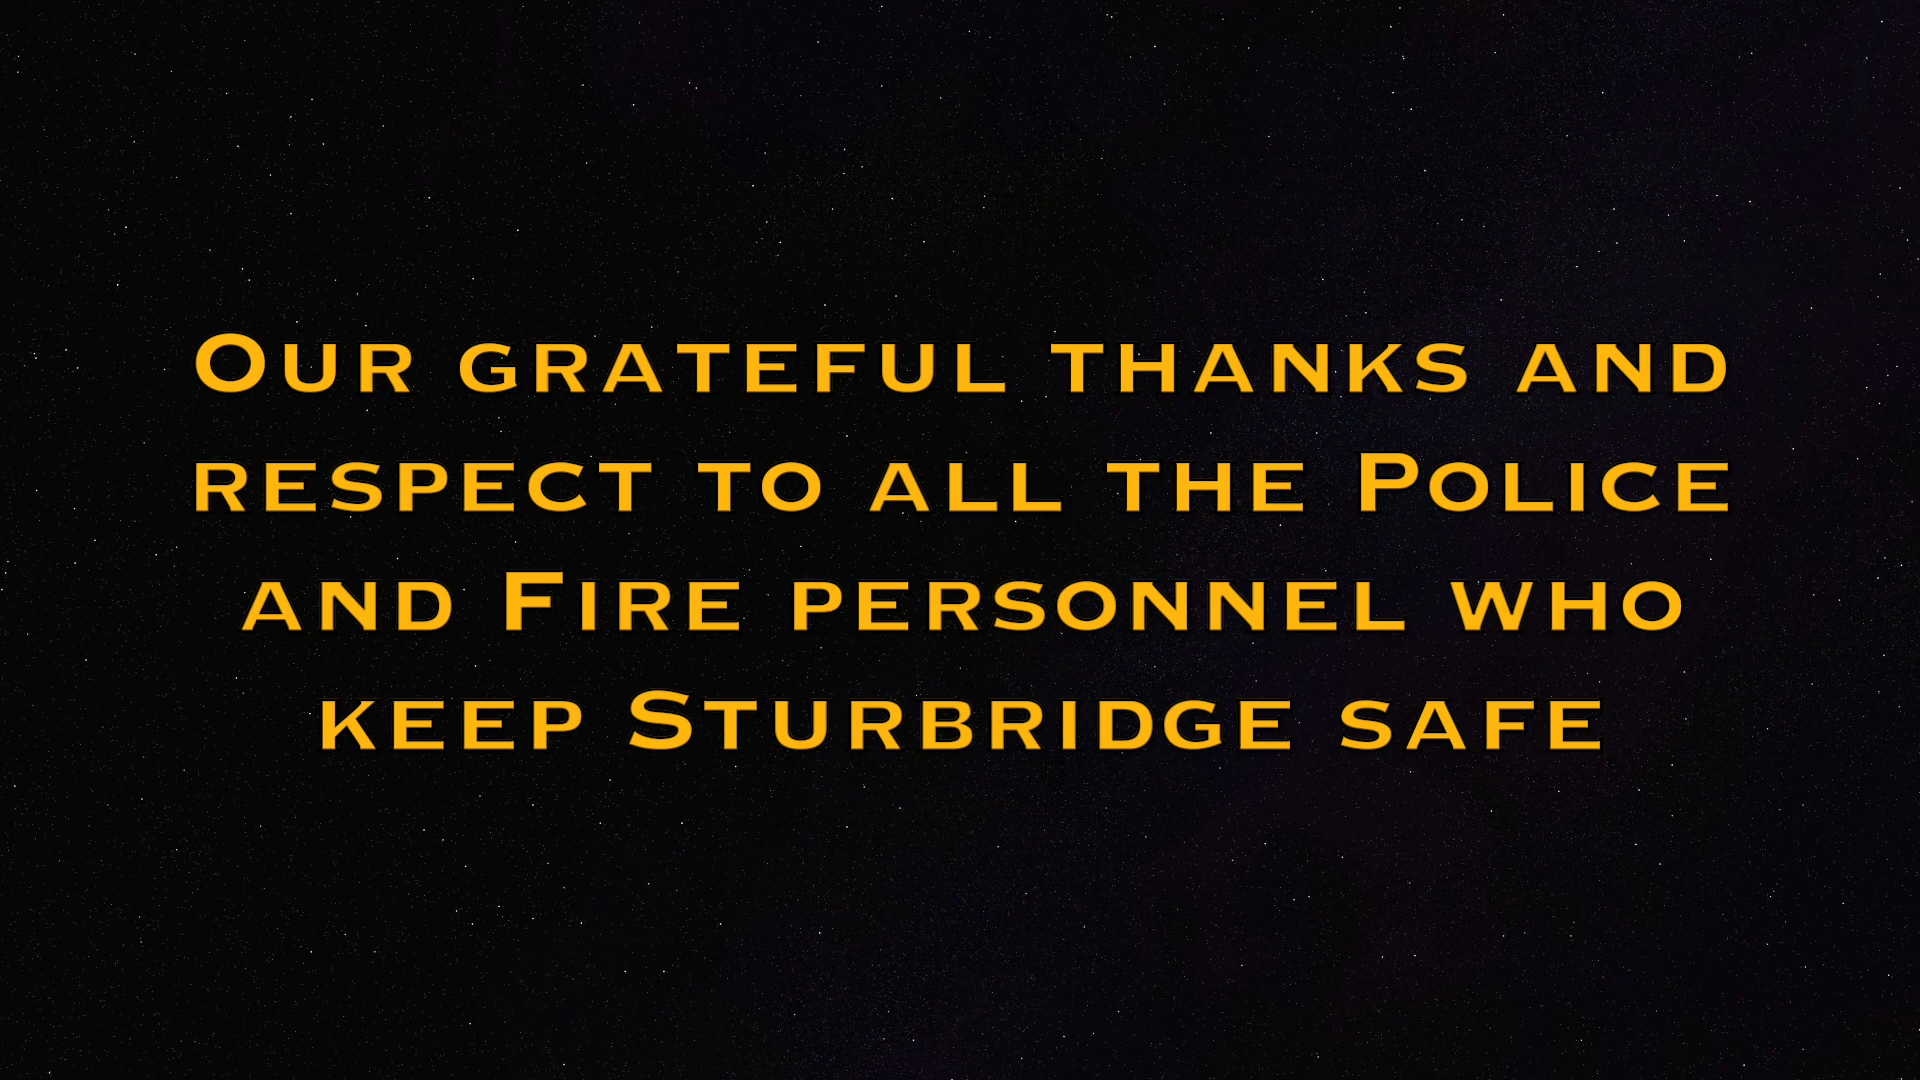 Our grateful thanks and
respect to all the Police
and Fire personnel who
keep Sturbridge safe